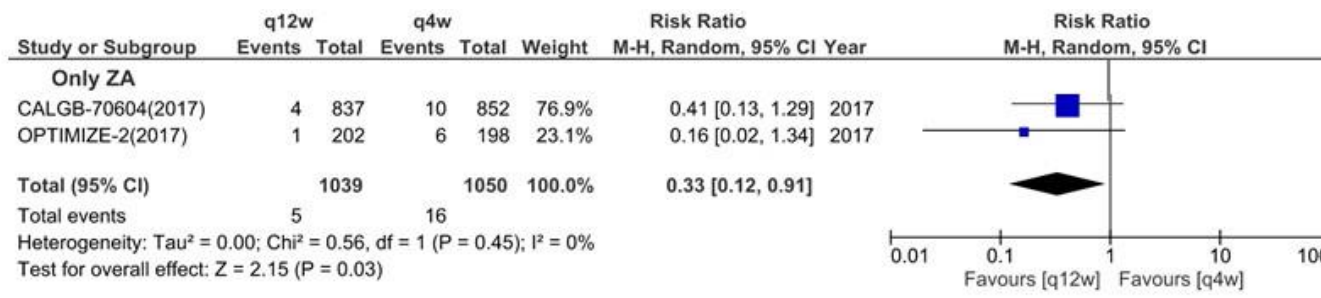 q12w q4w Risk Ratio Risk Ratio
Study or Subgroup Events Total Events Total Weight M-H, Random, 95% CI Year M-H, Random, 95% CI
Only ZA
CALGB-70604(2017) 4 837 10 852 76.9% 0.41 [0.13, 1.29] 2017
OPTIMIZE-2(2017) 1 202 6 198 23.1% 0.16 [0.02, 1.34] 2017
Total (95% CI) 1039 1050 100.0% 0.33 [0.12, 0.91]
Total events 5 16
Heterogeneity: Tau² = 0.00; Chi² = 0.56, df = 1 (P = 0.45); I² = 0%
Test for overall effect: Z = 2.15 (P = 0.03)
0.01 0.1 1 10 100
Favours [q12w] Favours [q4w]